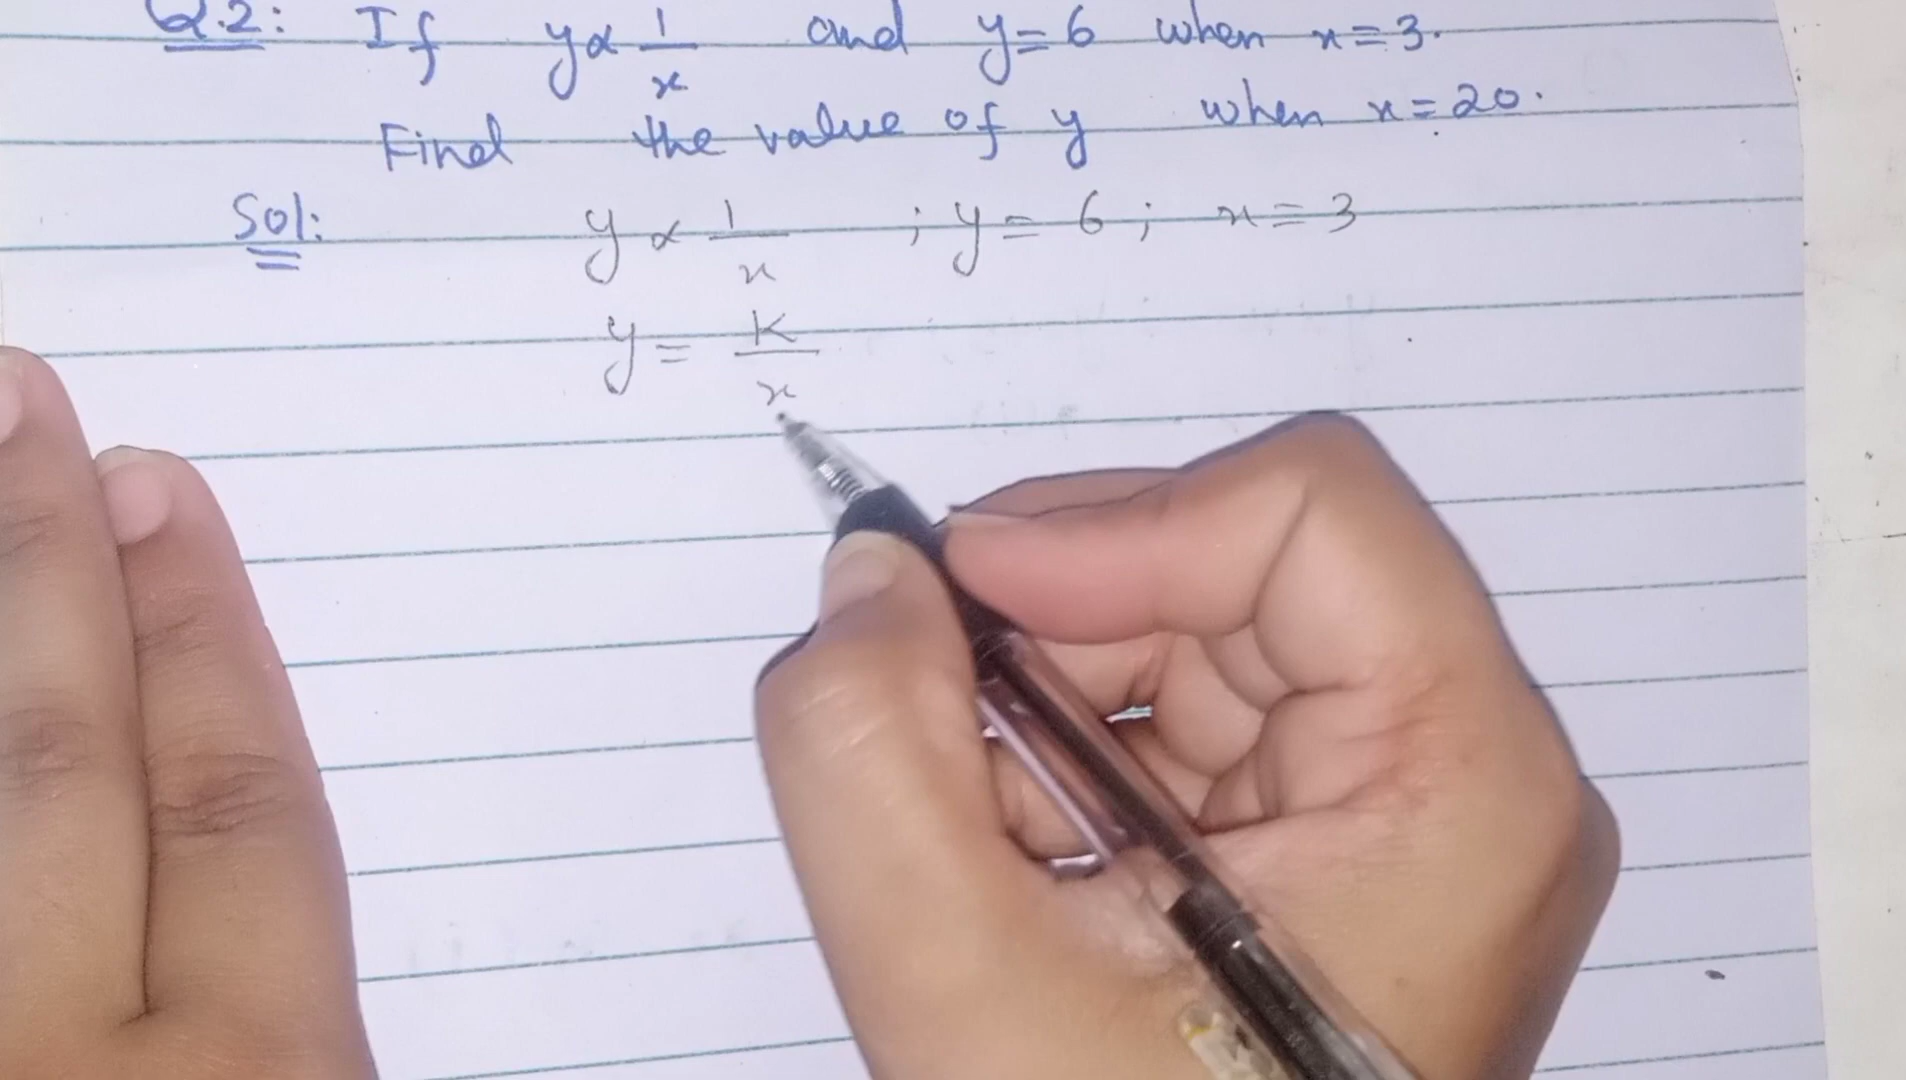 Q.2: If y∝ 1/x and y=6 when x=3.
Find the value of y when x=20.
Sol: y ∝ 1/x ; y= 6; x=3
y= K/x